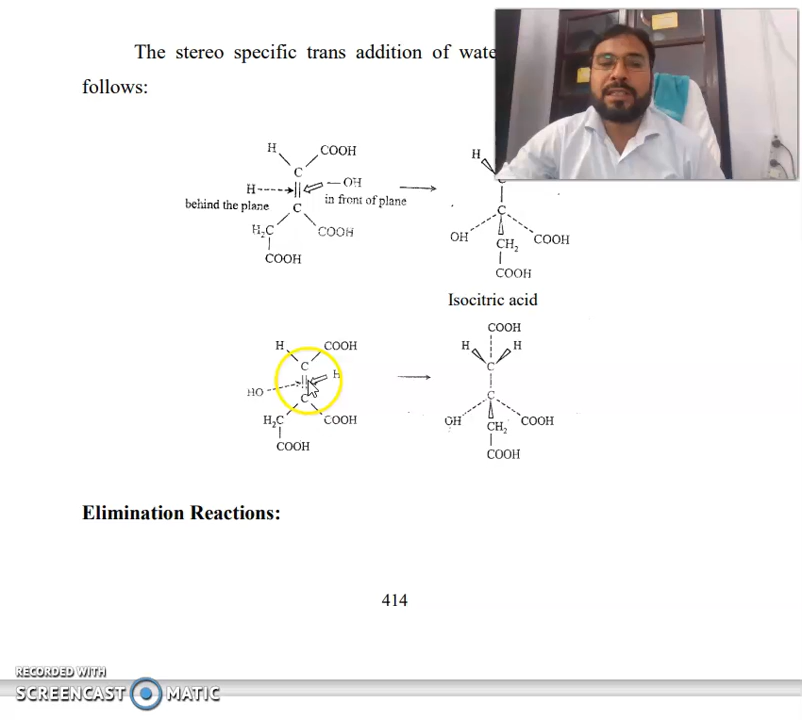 The stereo specific trans addition of wate
follows:
H COOH
C
H OH
behind the plane in front of plane
C
H2C COOH
COOH
H
C
OH COOH
CH2
COOH
Isocitric acid
H COOH
C
H
HO
C
H2C COOH
COOH
COOH
H H
C
C
OH COOH
CH2
COOH
Elimination Reactions:
414
RECORDED WITH
SCREENCAST MATIC